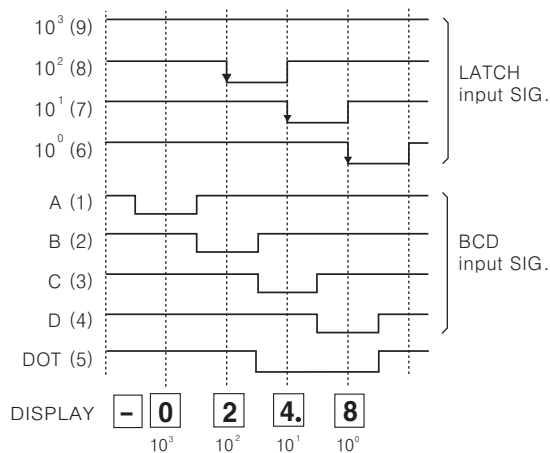 10³ (9)
10² (8)
10¹ (7)
10⁰ (6)
LATCH
input SIG.
A (1)
B (2)
C (3)
D (4)
DOT (5)
BCD
input SIG.
DISPLAY - 0 2 4. 8
10³ 10² 10¹ 10⁰